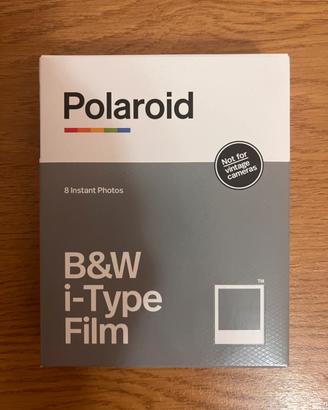 Polaroid
Not for
vintage
cameras
8 Instant Photos
B&W
i-Type
Film
TM